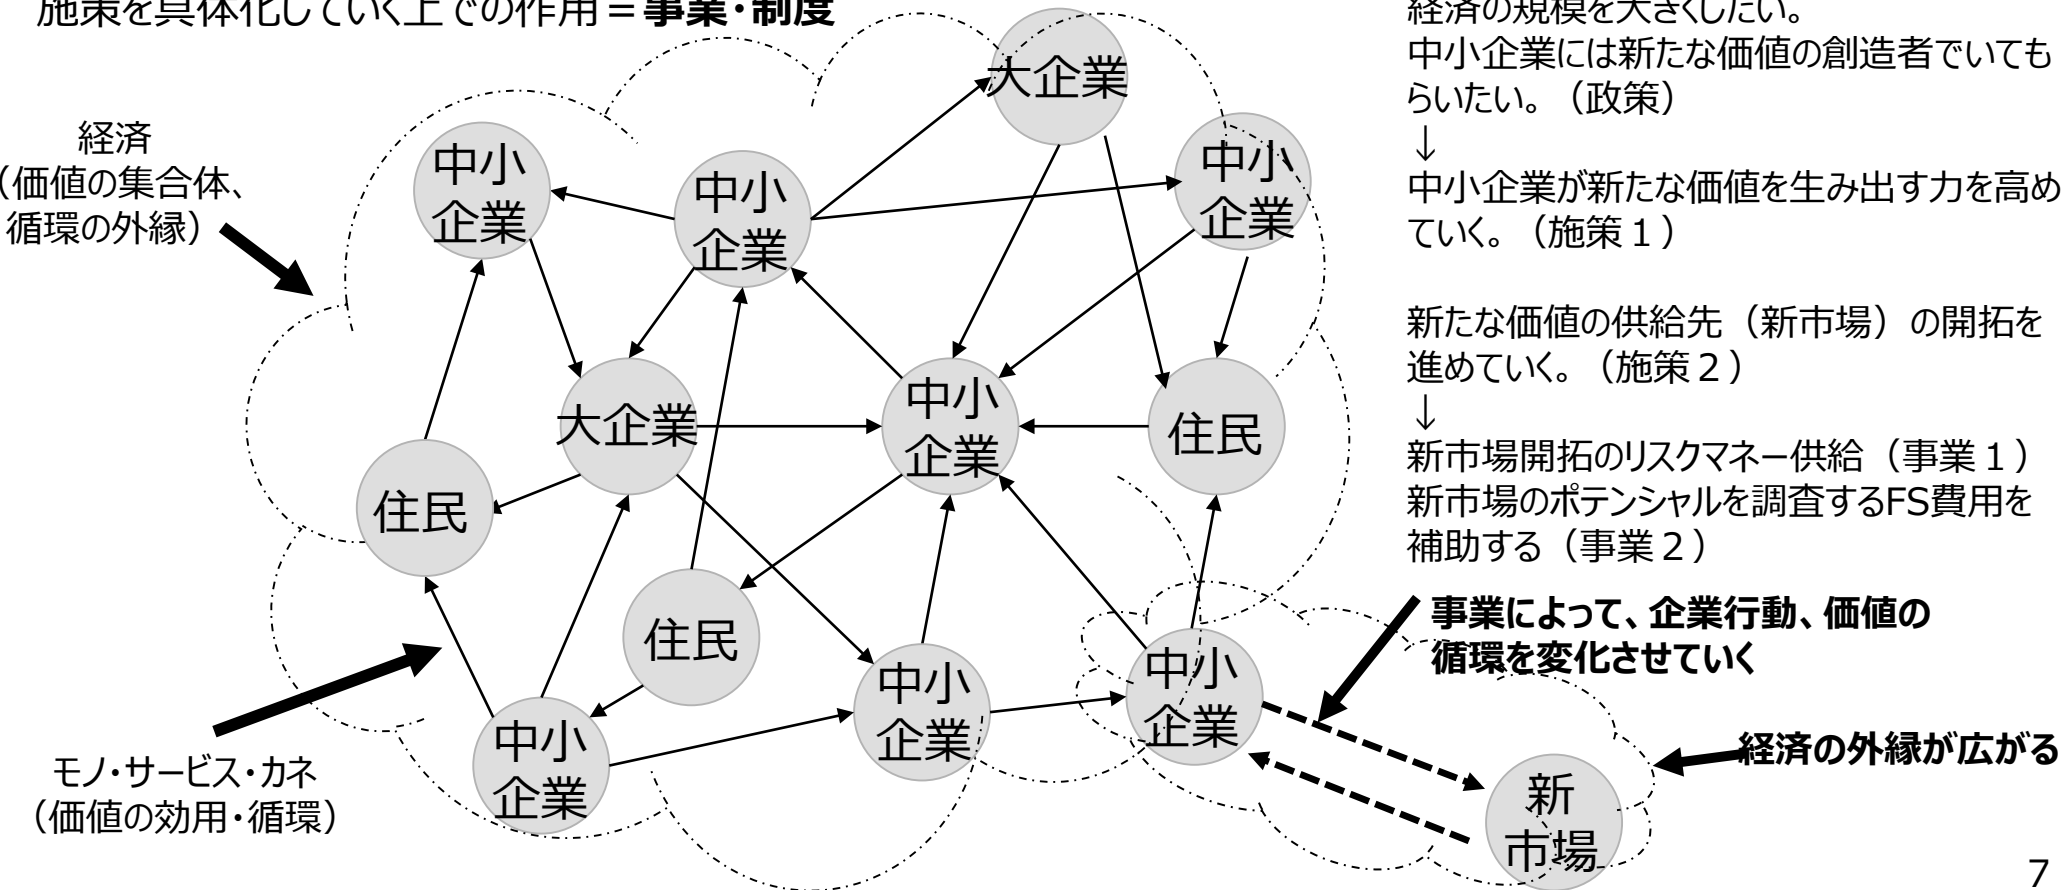 施策を具体化していく上での作用＝事業・制度
経済の規模を大きくしたい。
中小企業には新たな価値の創造者でいても
らいたい。（政策）
↓
中小企業が新たな価値を生み出す力を高め
ていく。（施策１）
新たな価値の供給先（新市場）の開拓を
進めていく。（施策２）
↓
新市場開拓のリスクマネー供給（事業１）
新市場のポテンシャルを調査するFS費用を
補助する（事業２）
事業によって、企業行動、価値の
循環を変化させていく
経済の外縁が広がる
経済
（価値の集合体、
循環の外縁）
大企業
中小
企業
中小
企業
中小
企業
大企業
中小
企業
住民
住民
住民
中小
企業
中小
企業
中小
企業
新
市場
モノ・サービス・カネ
（価値の効用・循環）
7